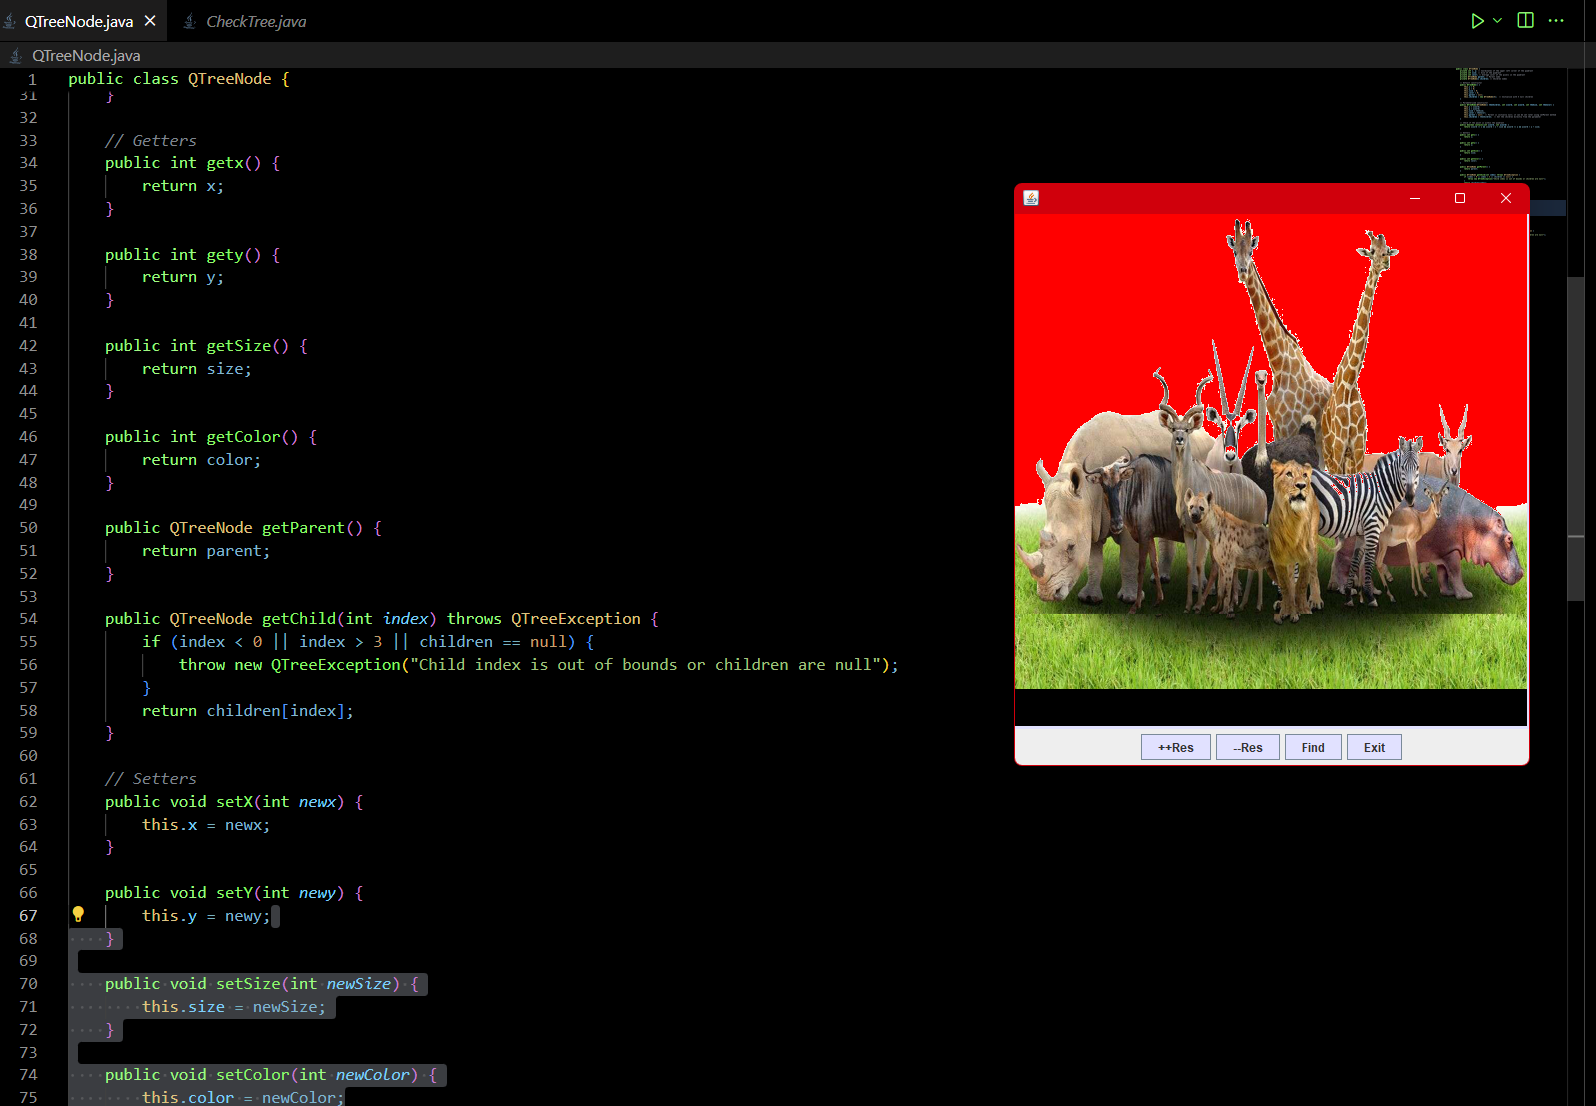 QTreeNode.java
CheckTree.java
QTreeNode.java
1 public class QTreeNode {
31     }
32
33     // Getters
34     public int getx() {
35         return x;
36     }
37
38     public int gety() {
39         return y;
40     }
41
42     public int getSize() {
43         return size;
44     }
45
46     public int getColor() {
47         return color;
48     }
49
50     public QTreeNode getParent() {
51         return parent;
52     }
53
54     public QTreeNode getChild(int index) throws QTreeException {
55         if (index < 0 || index > 3 || children == null) {
56             throw new QTreeException("Child index is out of bounds or children are null");
57         }
58         return children[index];
59     }
60
61     // Setters
62     public void setX(int newx) {
63         this.x = newx;
64     }
65
66     public void setY(int newy) {
67         this.y = newy;
68     }
69
70     public void setSize(int newSize) {
71         this.size = newSize;
72     }
73
74     public void setColor(int newColor) {
75         this.color = newColor;
++Res
--Res
Find
Exit